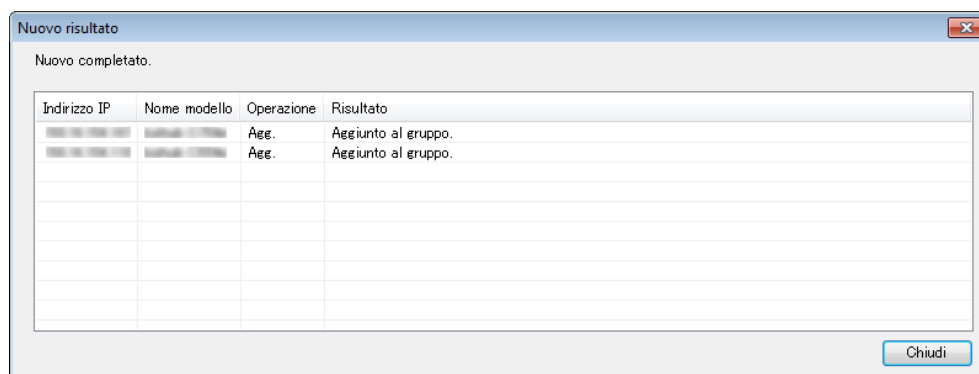 Nuovo risultato
Nuovo completato.
Indirizzo IP Nome modello Operazione Risultato
Agg. Aggiunto al gruppo.
Agg. Aggiunto al gruppo.
Chiudi